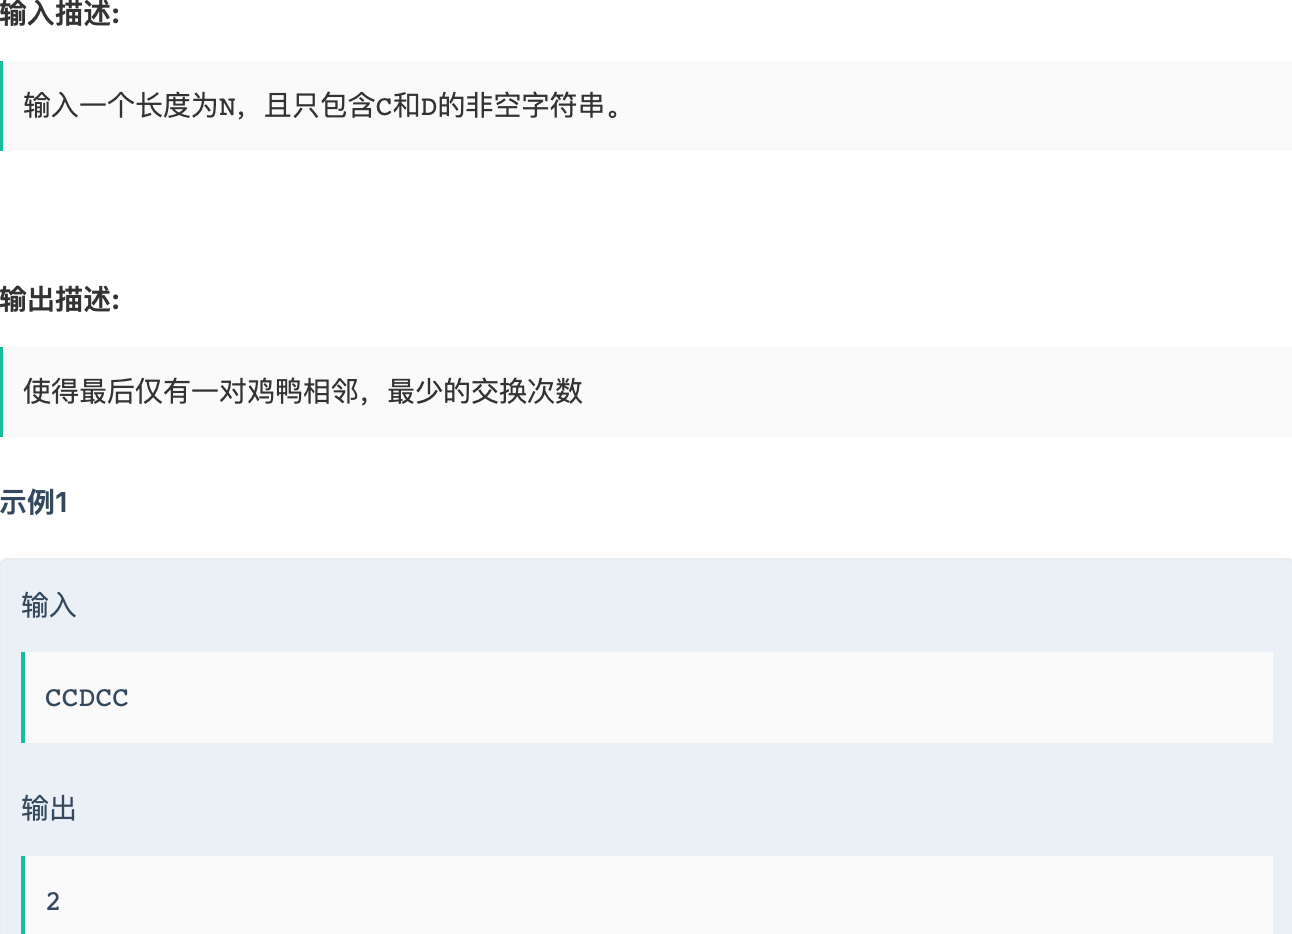 输入描述:
输入一个长度为N，且只包含C和D的非空字符串。
输出描述:
使得最后仅有一对鸡鸭相邻，最少的交换次数
示例1
输入
CCDCC
输出
2